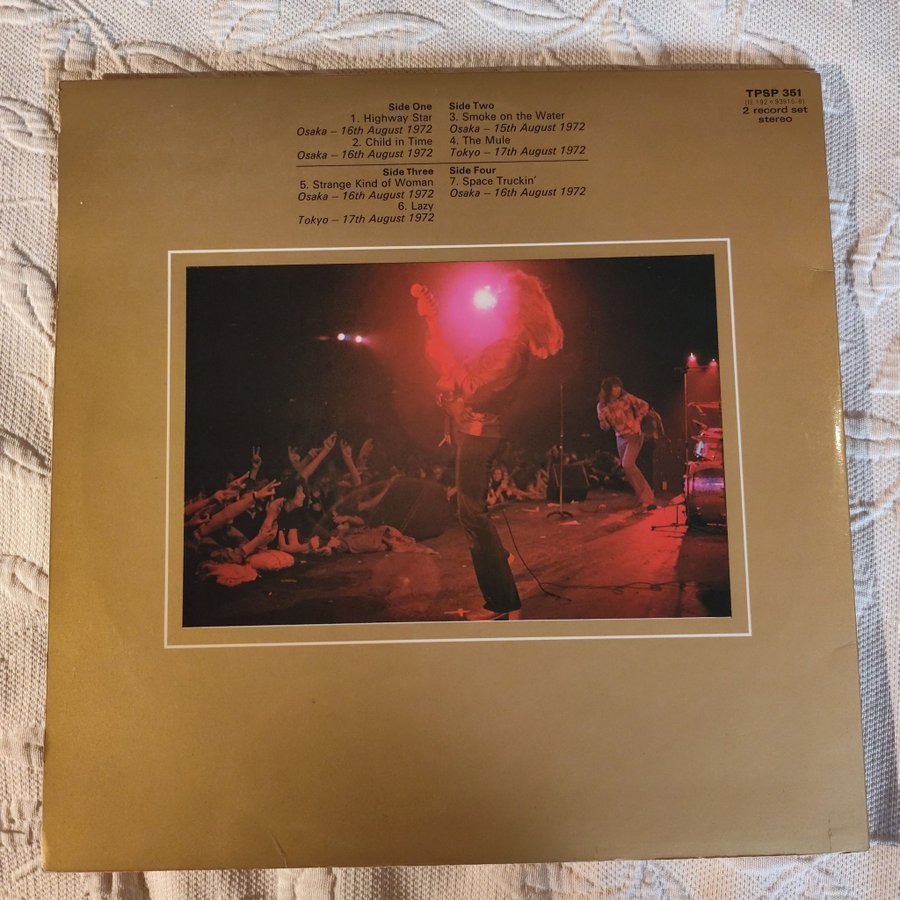 Side One
1. Highway Star
Osaka – 16th August 1972
2. Child in Time
Osaka – 16th August 1972
Side Two
3. Smoke on the Water
Osaka – 15th August 1972
4. The Mule
Tokyo – 17th August 1972
Side Three
5. Strange Kind of Woman
Osaka – 16th August 1972
6. Lazy
Tokyo – 17th August 1972
Side Four
7. Space Truckin'
Osaka – 16th August 1972
TPSP 351
2 record set
stereo